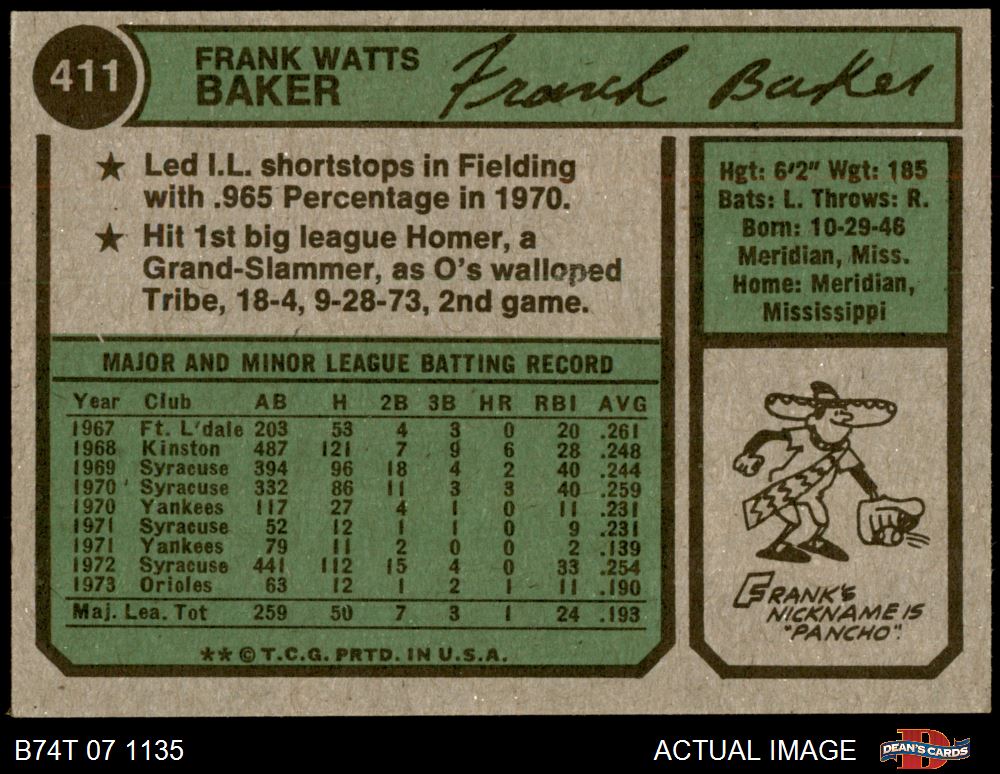 411
FRANK WATTS
BAKER
Frank Baker
★ Led I.L. shortstops in Fielding
with .965 Percentage in 1970.
★ Hit 1st big league Homer, a
Grand-Slammer, as O's walloped
Tribe, 18-4, 9-28-73, 2nd game.
Hgt: 6'2" Wgt: 185
Bats: L. Throws: R.
Born: 10-29-46
Meridian, Miss.
Home: Meridian,
Mississippi
MAJOR AND MINOR LEAGUE BATTING RECORD
Year Club AB H 2B 3B HR RBI AVG
1967 Ft. L'dale 203 53 4 3 0 20 .261
1968 Kinston 487 121 7 9 6 28 .248
1969 Syracuse 394 96 18 4 2 40 .244
1970 Syracuse 332 86 11 3 3 40 .259
1970 Yankees 117 27 4 1 0 11 .231
1971 Syracuse 52 12 1 1 0 9 .231
1971 Yankees 79 11 2 0 0 2 .139
1972 Syracuse 441 112 15 4 0 33 .254
1973 Orioles 63 12 1 2 1 11 .190
Maj. Lea. Tot 259 50 7 3 1 24 .193
** © T.C.G. PRTD. IN U.S.A.
FRANK'S
NICKNAME IS
"PANCHO".
B74T 07 1135
ACTUAL IMAGE
DEAN'S CARDS